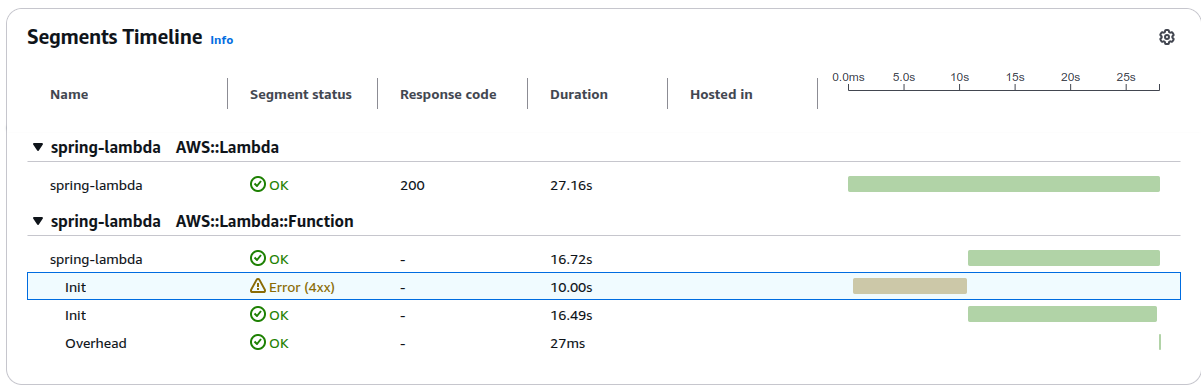 Segments Timeline Info
0.0ms 5.0s 10s 15s 20s 25s
Name Segment status Response code Duration Hosted in
spring-lambda AWS::Lambda
spring-lambda OK 200 27.16s
spring-lambda AWS::Lambda::Function
spring-lambda OK - 16.72s
Init Error (4xx) - 10.00s
Init OK - 16.49s
Overhead OK - 27ms